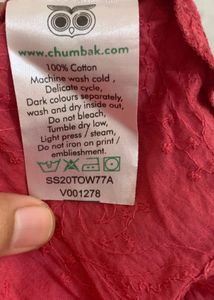 www.chumbak.com
100% Cotton
Machine wash cold ,
Delicate cycle,
Dark colours separately,
wash and dry inside out,
Do not bleach,
Tumble dry low,
Light press / steam,
Do not iron on print /
emblieshment.
SS20TOW77A
V001278